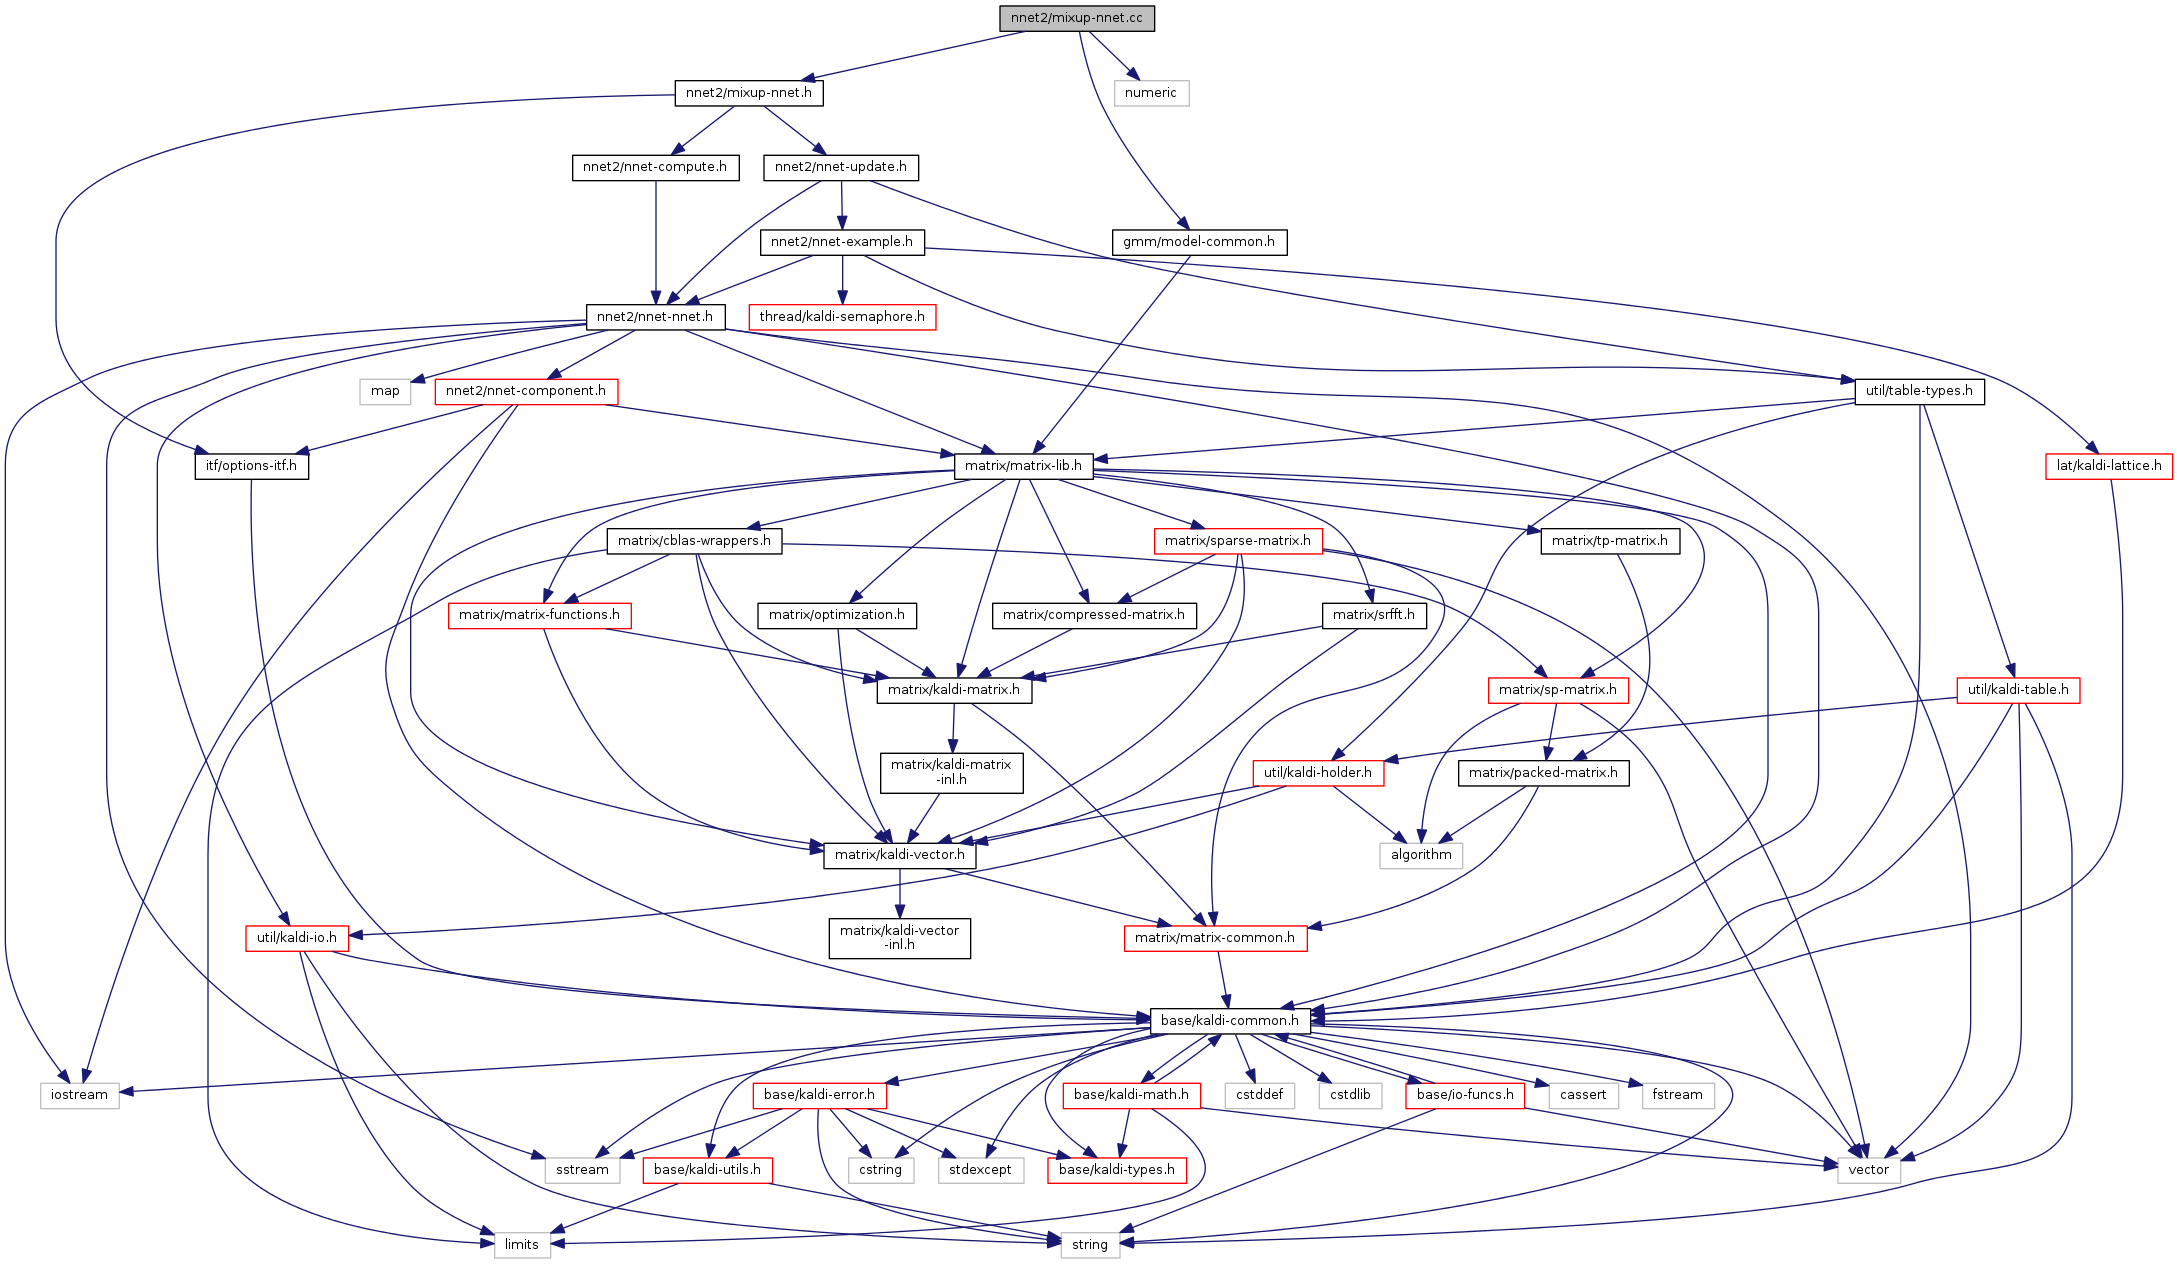 nnet2/mixup-nnet.cc
nnet2/mixup-nnet.h
numeric
nnet2/nnet-compute.h
nnet2/nnet-update.h
nnet2/nnet-example.h
gmm/model-common.h
nnet2/nnet-nnet.h
thread/kaldi-semaphore.h
map
nnet2/nnet-component.h
util/table-types.h
itf/options-itf.h
matrix/matrix-lib.h
lat/kaldi-lattice.h
matrix/cblas-wrappers.h
matrix/sparse-matrix.h
matrix/tp-matrix.h
matrix/matrix-functions.h
matrix/optimization.h
matrix/compressed-matrix.h
matrix/srfft.h
matrix/kaldi-matrix.h
matrix/sp-matrix.h
util/kaldi-table.h
matrix/kaldi-matrix
-inl.h
util/kaldi-holder.h
matrix/packed-matrix.h
matrix/kaldi-vector.h
algorithm
util/kaldi-io.h
matrix/kaldi-vector
-inl.h
matrix/matrix-common.h
base/kaldi-common.h
iostream
base/kaldi-error.h
base/kaldi-math.h
cstddef
cstdlib
base/io-funcs.h
cassert
fstream
sstream
base/kaldi-utils.h
cstring
stdexcept
base/kaldi-types.h
vector
limits
string